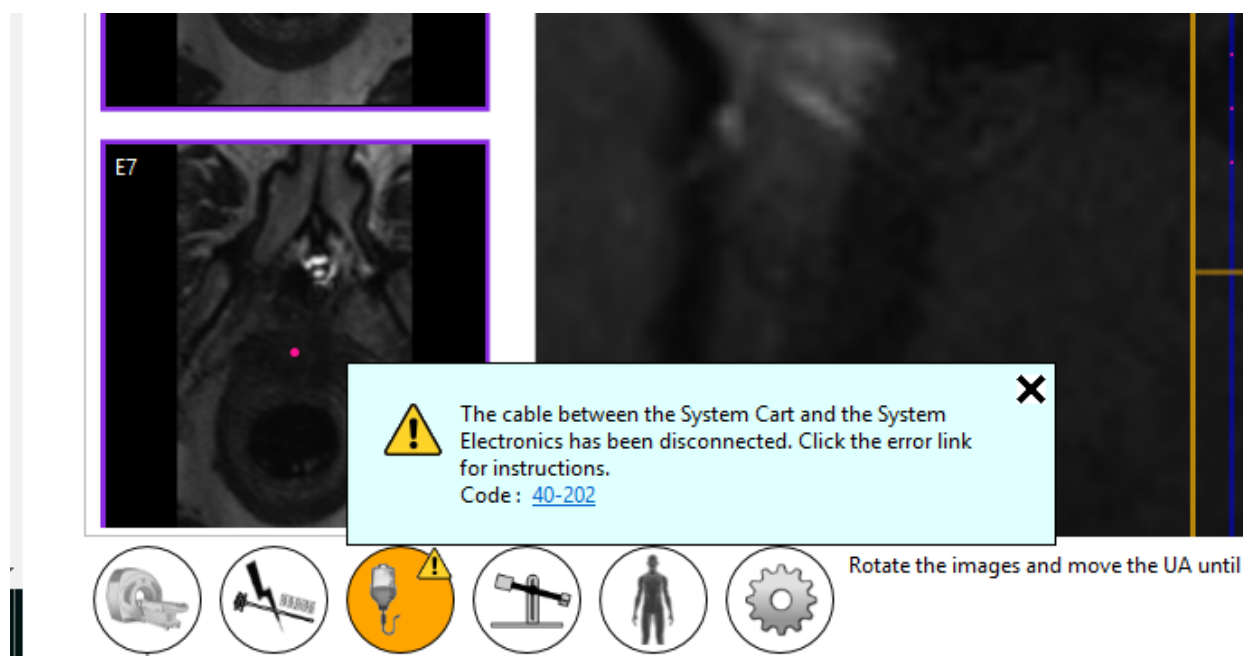 E7
The cable between the System Cart and the System
Electronics has been disconnected. Click the error link
for instructions.
Code : 40-202
Rotate the images and move the UA until